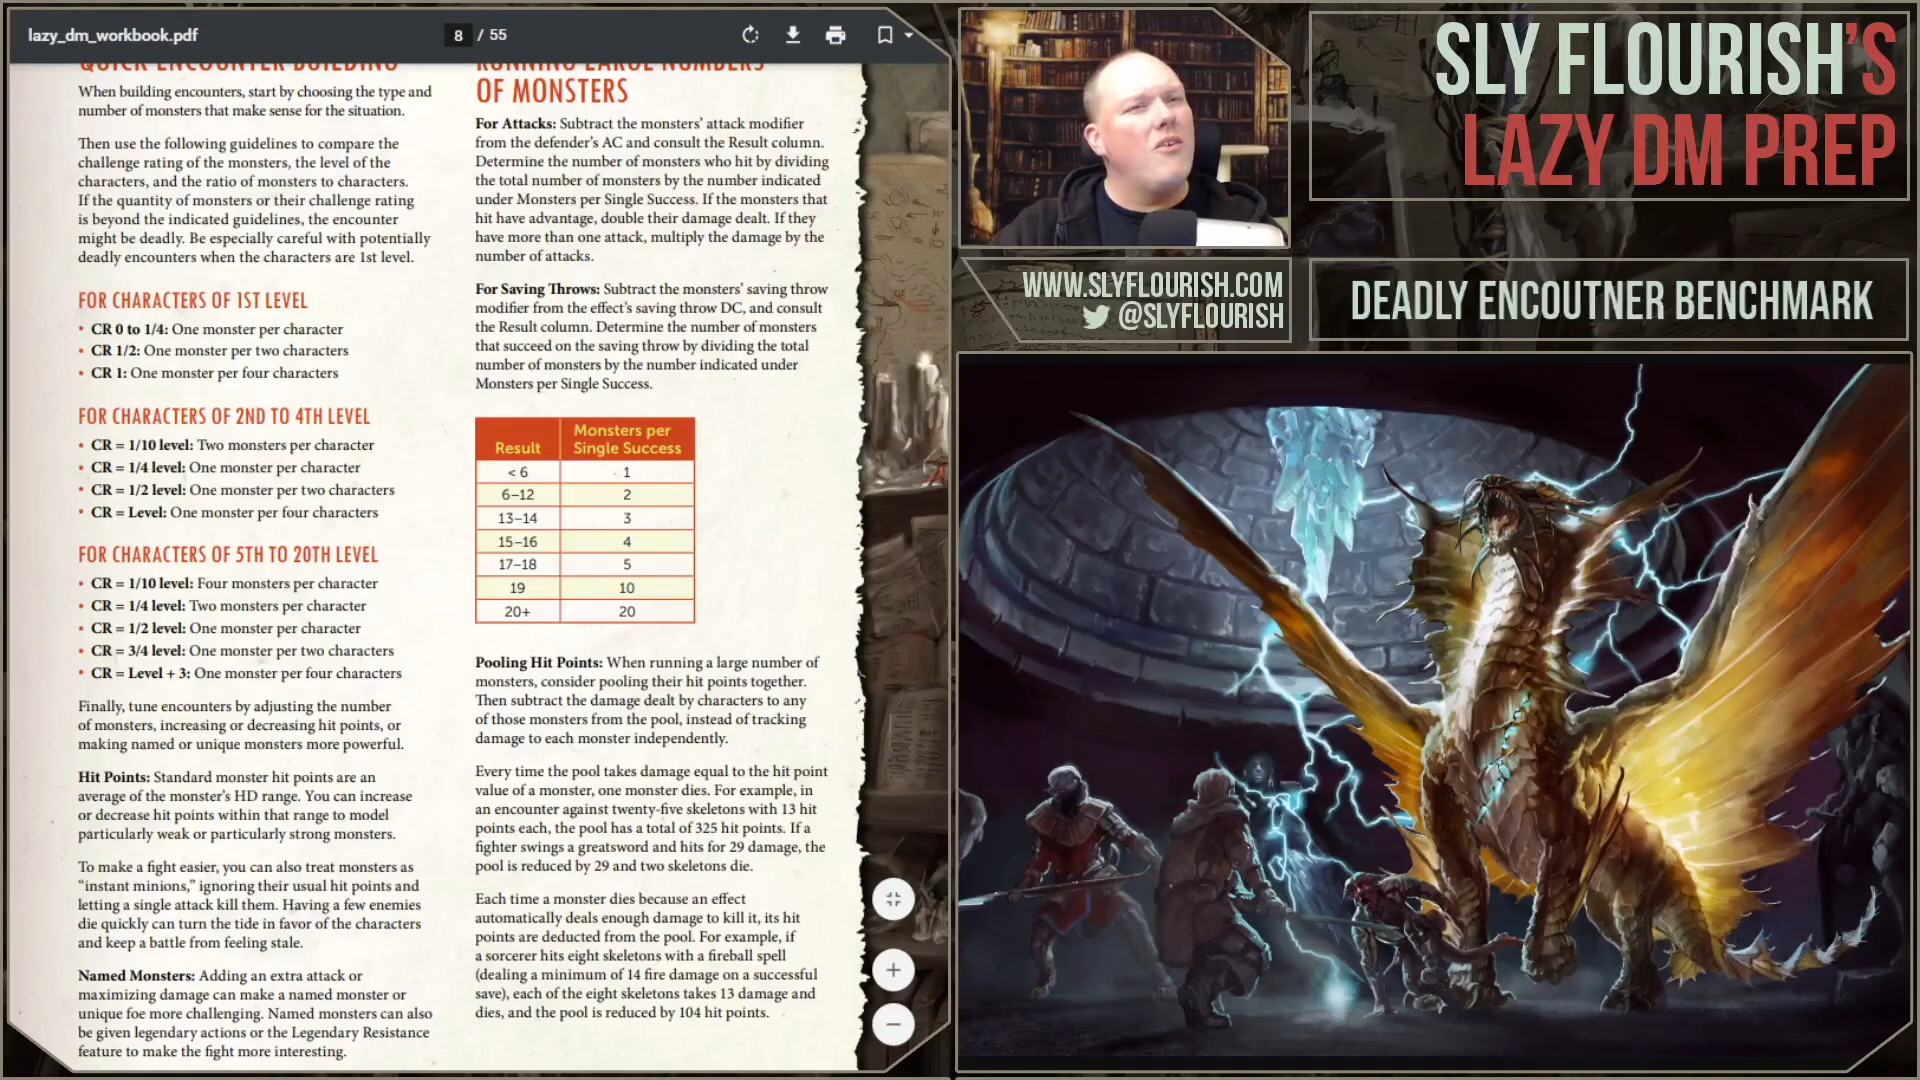 lazy_dm_workbook.pdf
8 / 55
QUICK ENCOUNTER BUILDING
When building encounters, start by choosing the type and
number of monsters that make sense for the situation.
Then use the following guidelines to compare the
challenge rating of the monsters, the level of the
characters, and the ratio of monsters to characters.
If the quantity of monsters or their challenge rating
is beyond the indicated guidelines, the encounter
might be deadly. Be especially careful with potentially
deadly encounters when the characters are 1st level.
FOR CHARACTERS OF 1ST LEVEL
• CR 0 to 1/4: One monster per character
• CR 1/2: One monster per two characters
• CR 1: One monster per four characters
FOR CHARACTERS OF 2ND TO 4TH LEVEL
• CR = 1/10 level: Two monsters per character
• CR = 1/4 level: One monster per character
• CR = 1/2 level: One monster per two characters
• CR = Level: One monster per four characters
FOR CHARACTERS OF 5TH TO 20TH LEVEL
• CR = 1/10 level: Four monsters per character
• CR = 1/4 level: Two monsters per character
• CR = 1/2 level: One monster per character
• CR = 3/4 level: One monster per two characters
• CR = Level + 3: One monster per four characters
Finally, tune encounters by adjusting the number
of monsters, increasing or decreasing hit points, or
making named or unique monsters more powerful.
Hit Points: Standard monster hit points are an
average of the monster's HD range. You can increase
or decrease hit points within that range to model
particularly weak or particularly strong monsters.
To make a fight easier, you can also treat monsters as
"instant minions," ignoring their usual hit points and
letting a single attack kill them. Having a few enemies
die quickly can turn the tide in favor of the characters
and keep a battle from feeling stale.
Named Monsters: Adding an extra attack or
maximizing damage can make a named monster or
unique foe more challenging. Named monsters can also
be given legendary actions or the Legendary Resistance
feature to make the fight more interesting.
RUNNING LARGE NUMBERS
OF MONSTERS
For Attacks: Subtract the monsters' attack modifier
from the defender's AC and consult the Result column.
Determine the number of monsters who hit by dividing
the total number of monsters by the number indicated
under Monsters per Single Success. If the monsters that
hit have advantage, double their damage dealt. If they
have more than one attack, multiply the damage by the
number of attacks.
For Saving Throws: Subtract the monsters' saving throw
modifier from the effect's saving throw DC, and consult
the Result column. Determine the number of monsters
that succeed on the saving throw by dividing the total
number of monsters by the number indicated under
Monsters per Single Success.
Result Monsters per Single Success
< 6 1
6–12 2
13–14 3
15–16 4
17–18 5
19 10
20+ 20
Pooling Hit Points: When running a large number of
monsters, consider pooling their hit points together.
Then subtract the damage dealt by characters to any
of those monsters from the pool, instead of tracking
damage to each monster independently.
Every time the pool takes damage equal to the hit point
value of a monster, one monster dies. For example, in
an encounter against twenty-five skeletons with 13 hit
points each, the pool has a total of 325 hit points. If a
fighter swings a greatsword and hits for 29 damage, the
pool is reduced by 29 and two skeletons die.
Each time a monster dies because an effect
automatically deals enough damage to kill it, its hit
points are deducted from the pool. For example, if
a sorcerer hits eight skeletons with a fireball spell
(dealing a minimum of 14 fire damage on a successful
save), each of the eight skeletons takes 13 damage and
dies, and the pool is reduced by 104 hit points.
SLY FLOURISH'S
LAZY DM PREP
WWW.SLYFLOURISH.COM
@SLYFLOURISH
DEADLY ENCOUTNER BENCHMARK